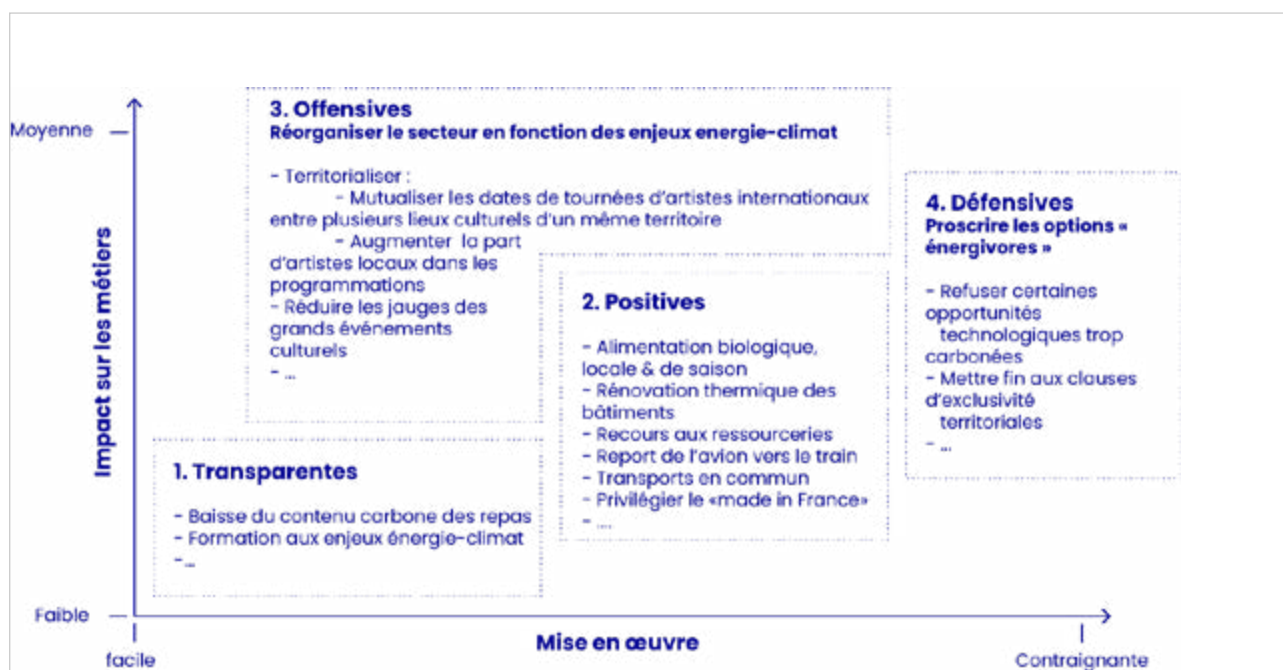 Moyenne
Impact sur les métiers
Faible
3. Offensives
Réorganiser le secteur en fonction des enjeux energie-climat
- Territorialiser :
- Mutualiser les dates de tournées d'artistes internationaux
entre plusieurs lieux culturels d'un même territoire
- Augmenter la part
d'artistes locaux dans les
programmations
- Réduire les jauges des
grands événements
culturels
- ...
4. Défensives
Proscrire les options «
énergivores »
- Refuser certaines
opportunités
technologiques trop
carbonées
- Mettre fin aux clauses
d'exclusivité
territoriales
- ...
2. Positives
- Alimentation biologique,
locale & de saison
- Rénovation thermique des
bâtiments
- Recours aux ressourceries
- Report de l'avion vers le train
- Transports en commun
- Privilégier le «made in France»
- ....
1. Transparentes
- Baisse du contenu carbone des repas
- Formation aux enjeux énergie-climat
-...
facile
Mise en œuvre
Contraignante